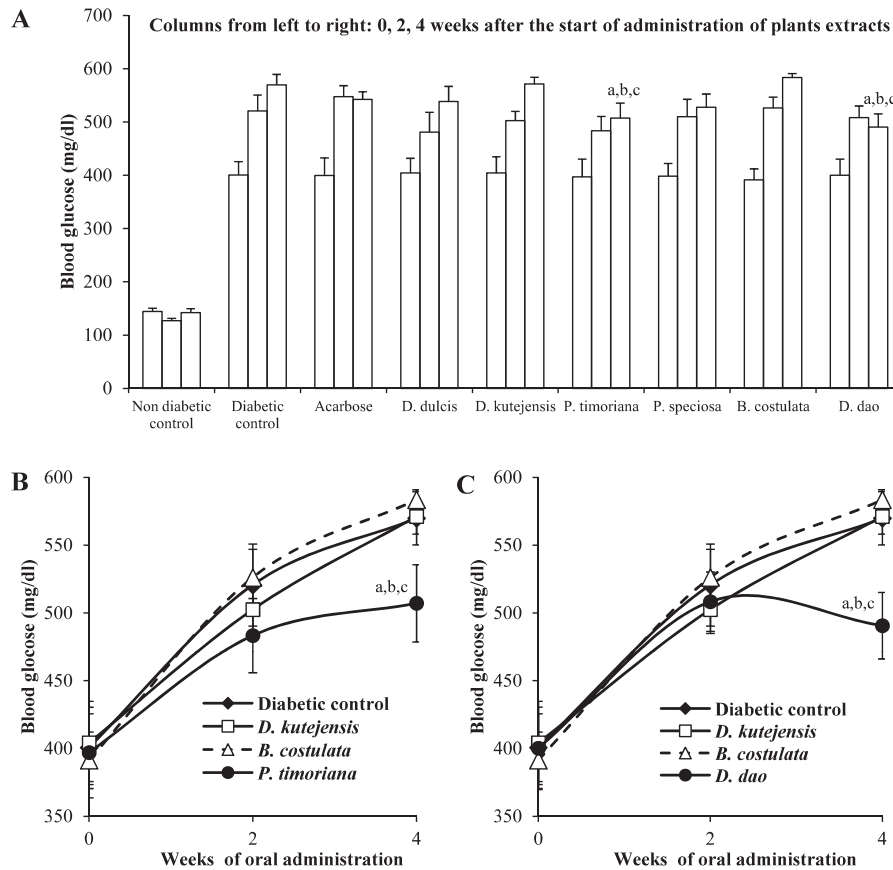 A
Columns from left to right: 0, 2, 4 weeks after the start of administration of plants extracts
Blood glucose (mg/dl)
700
600
500
400
300
200
100
0
a,b,c
a,b,c
Non diabetic control
Diabetic control
Acarbose
D. dulcis
D. kutejensis
P. timoriana
P. speciosa
B. costulata
D. dao
B
Blood glocose (mg/dl)
600
550
500
450
400
350
a,b,c
Diabetic control
D. kutejensis
B. costulata
P. timoriana
0
2
4
Weeks of oral administration
C
Blood glucose (mg/dl)
600
550
500
450
400
350
a,b,c
Diabetic control
D. kutejensis
B. costulata
D. dao
0
2
4
Weeks of oral administration